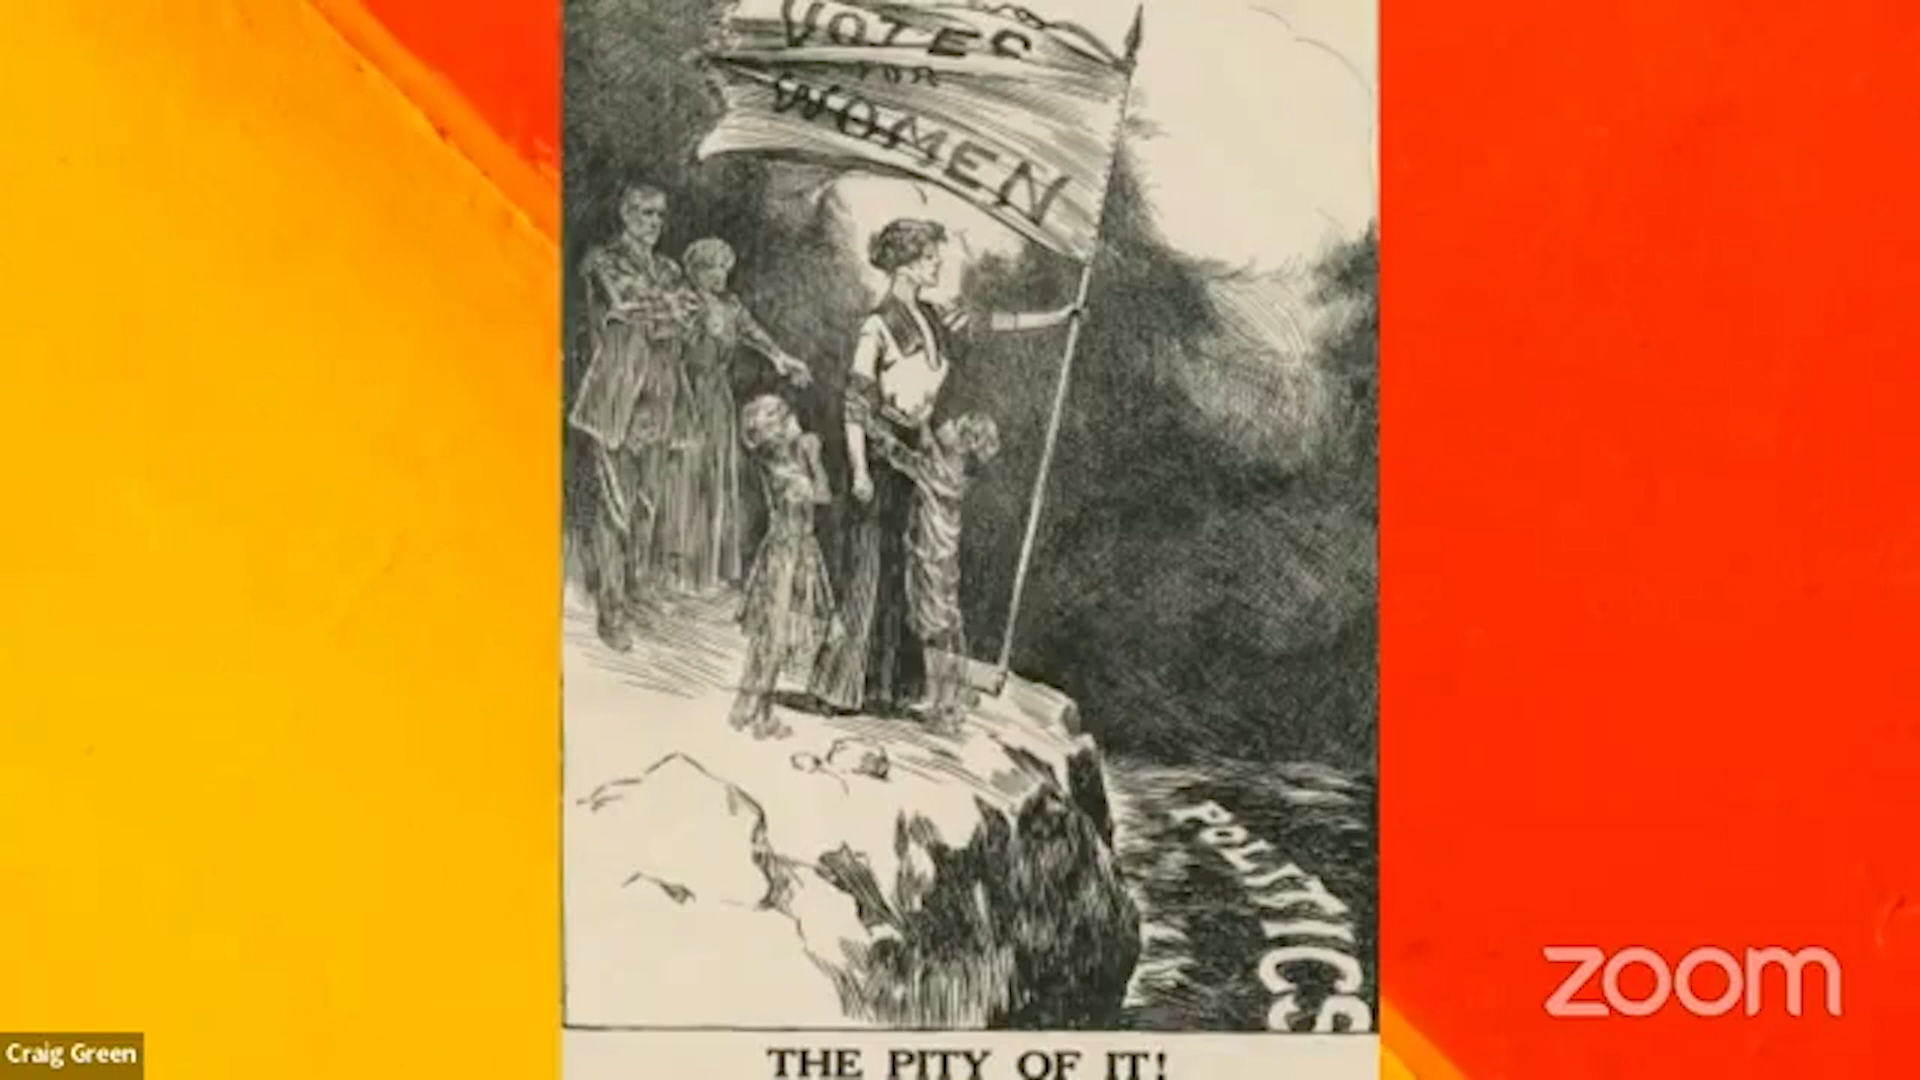 VOTES
FOR
WOMEN
POLITICS
zoom
Craig Green
THE PITY OF IT!